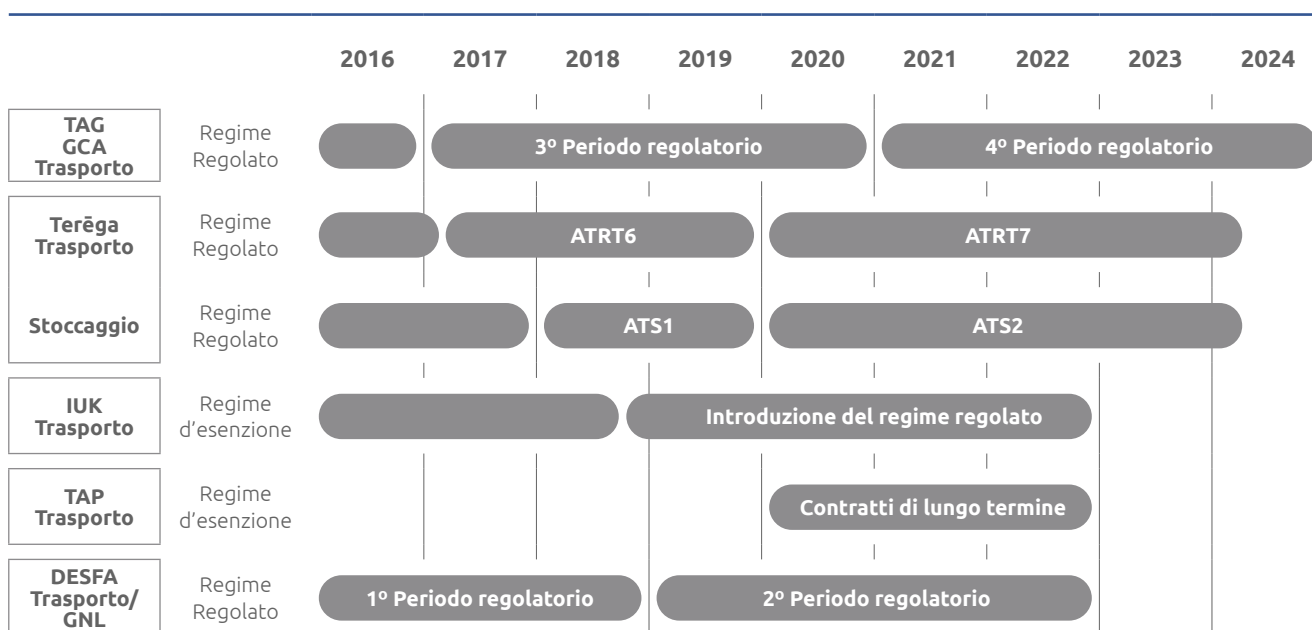 2016 2017 2018 2019 2020 2021 2022 2023 2024
TAG
GCA
Trasporto
Regime
Regolato
3º Periodo regolatorio
4º Periodo regolatorio
Terēga
Trasporto
Regime
Regolato
ATRT6
ATRT7
Stoccaggio
Regime
Regolato
ATS1
ATS2
IUK
Trasporto
Regime
d'esenzione
Introduzione del regime regolato
TAP
Trasporto
Regime
d'esenzione
Contratti di lungo termine
DESFA
Trasporto/
GNL
Regime
Regolato
1º Periodo regolatorio
2º Periodo regolatorio